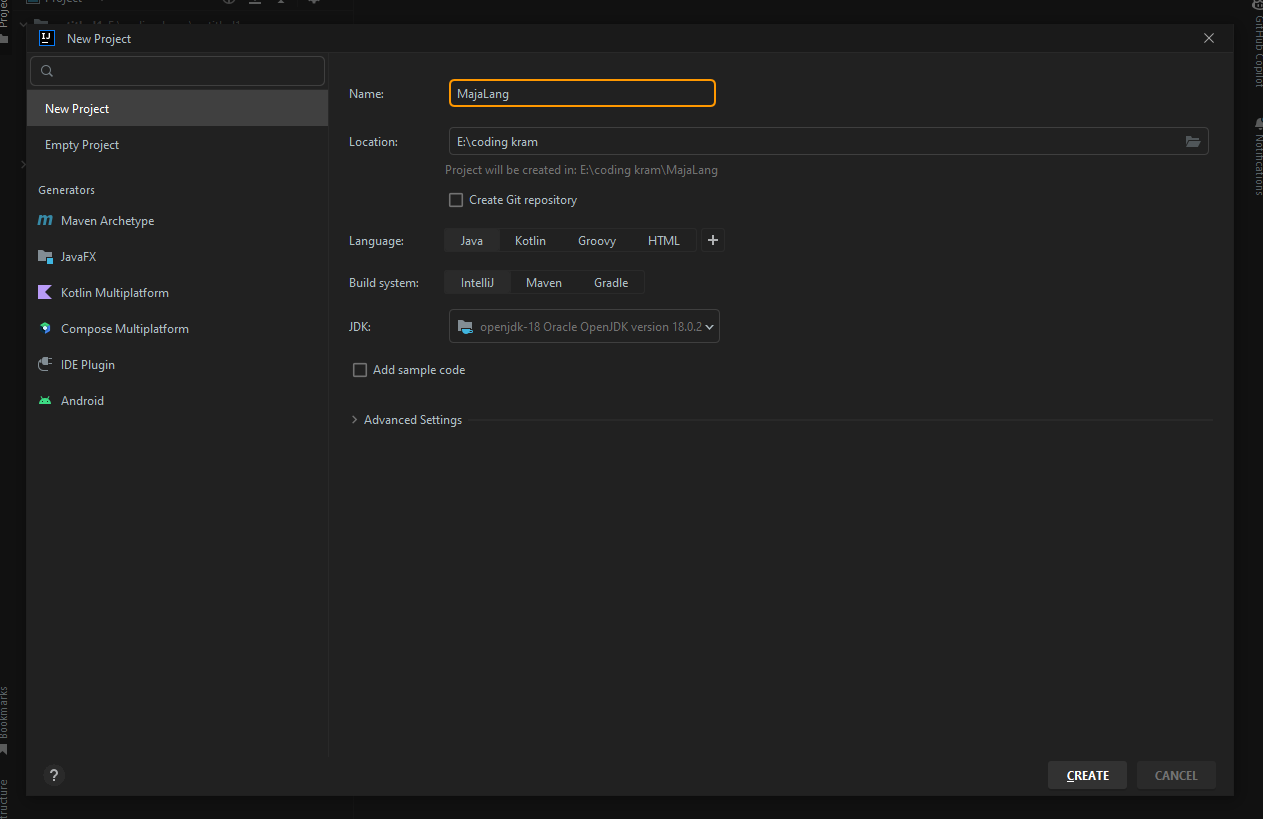 Project
New Project
New Project
Empty Project
Generators
Maven Archetype
JavaFX
Kotlin Multiplatform
Compose Multiplatform
IDE Plugin
Android
Name: MajaLang
Location: E:\coding kram
Project will be created in: E:\coding kram\MajaLang
Create Git repository
Language: Java Kotlin Groovy HTML +
Build system: IntelliJ Maven Gradle
JDK: openjdk-18 Oracle OpenJDK version 18.0.2
Add sample code
Advanced Settings
? CREATE CANCEL
Bookmarks
GitHub Copilot
Notifications